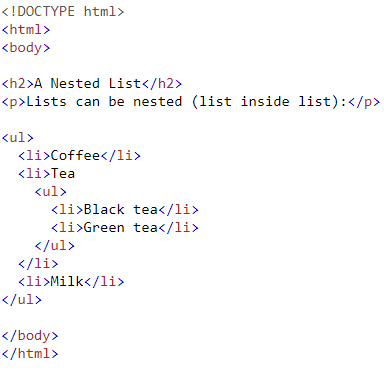 <!DOCTYPE html>
<html>
<body>

<h2>A Nested List</h2>
<p>Lists can be nested (list inside list):</p>

<ul>
  <li>Coffee</li>
  <li>Tea
    <ul>
      <li>Black tea</li>
      <li>Green tea</li>
    </ul>
  </li>
  <li>Milk</li>
</ul>

</body>
</html>